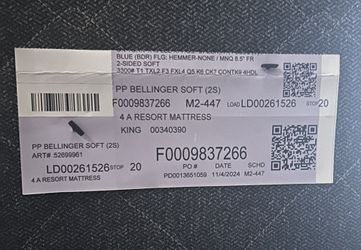 BLUE (BDR) FLG: HEMMER-NONE / MNQ 8.5" FR
2-SIDED SOFT
3300# T1 TXL2 F3 FXL4 Q5 K6 CK7 CONTK9 4HDL
PP BELLINGER SOFT (2S)
F0009837266 M2-447 LOAD LD00261526 STOP 20
4 A RESORT MATTRESS
KING 00340390
PP BELLINGER SOFT (2S)
ART# :52699961
LD00261526 STOP 20
4 A RESORT MATTRESS
F0009837266
PO # DATE SCHD
PD0013651059 11/4/2024 M2-447